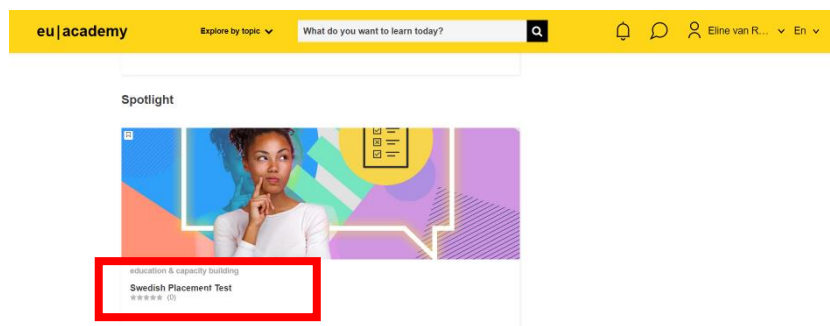 eu|academy
Explore by topic
What do you want to learn today?
Eline van R...
En
Spotlight
education & capacity building
Swedish Placement Test
(0)